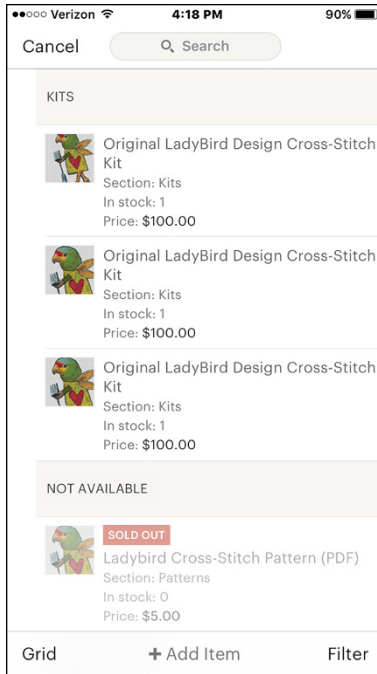 Verizon 4:18 PM 90%
Cancel Search
KITS
Original LadyBird Design Cross-Stitch
Kit
Section: Kits
In stock: 1
Price: $100.00
Original LadyBird Design Cross-Stitch
Kit
Section: Kits
In stock: 1
Price: $100.00
Original LadyBird Design Cross-Stitch
Kit
Section: Kits
In stock: 1
Price: $100.00
NOT AVAILABLE
SOLD OUT
Ladybird Cross-Stitch Pattern (PDF)
Section: Patterns
In stock: 0
Price: $5.00
Grid + Add Item Filter